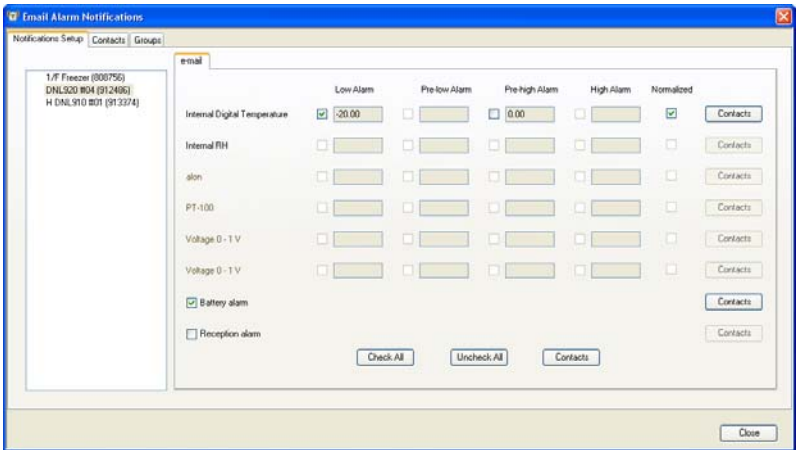 Email Alarm Notifications
Notifications Setup Contacts Groups
e-mail
1/F Freezer (808756)
DNL920 #04 (912486)
H DNL910 #01 (913374)
Low Alarm Pre-low Alarm Pre-high Alarm High Alarm Normalized
Internal Digital Temperature -20.00 0.00 Contacts
Internal RH Contacts
alon Contacts
PT-100 Contacts
Voltage 0 - 1 V Contacts
Voltage 0 - 1 V Contacts
Battery alarm Contacts
Reception alarm Contacts
Check All Uncheck All Contacts
Close